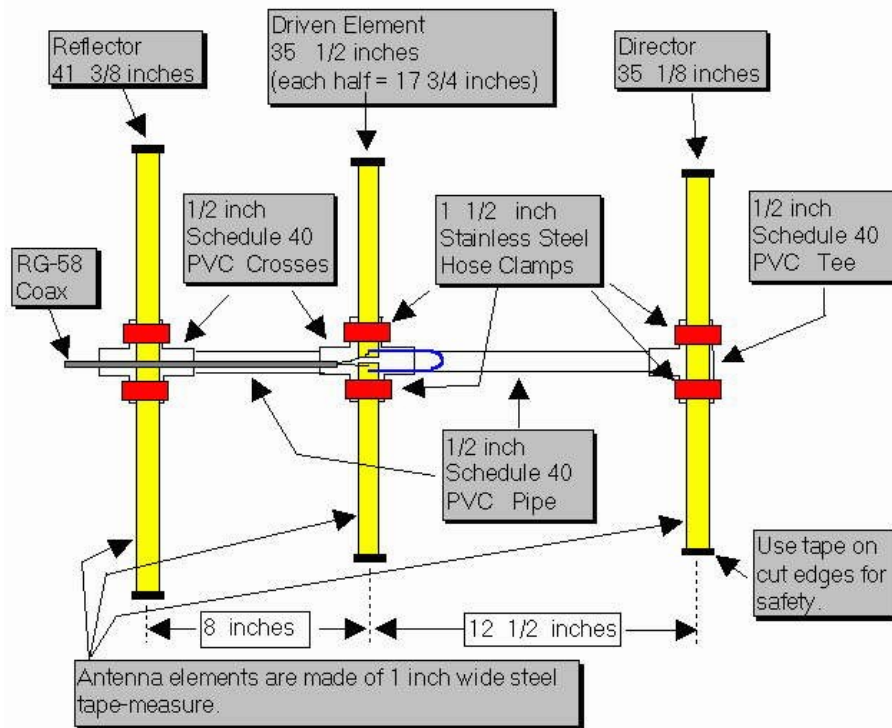 Reflector
41 3/8 inches
Driven Element
35 1/2 inches
(each half = 17 3/4 inches)
Director
35 1/8 inches
RG-58
Coax
1/2 inch
Schedule 40
PVC Crosses
1 1/2 inch
Stainless Steel
Hose Clamps
1/2 inch
Schedule 40
PVC Tee
1/2 inch
Schedule 40
PVC Pipe
Use tape on
cut edges for
safety.
8 inches
12 1/2 inches
Antenna elements are made of 1 inch wide steel
tape-measure.